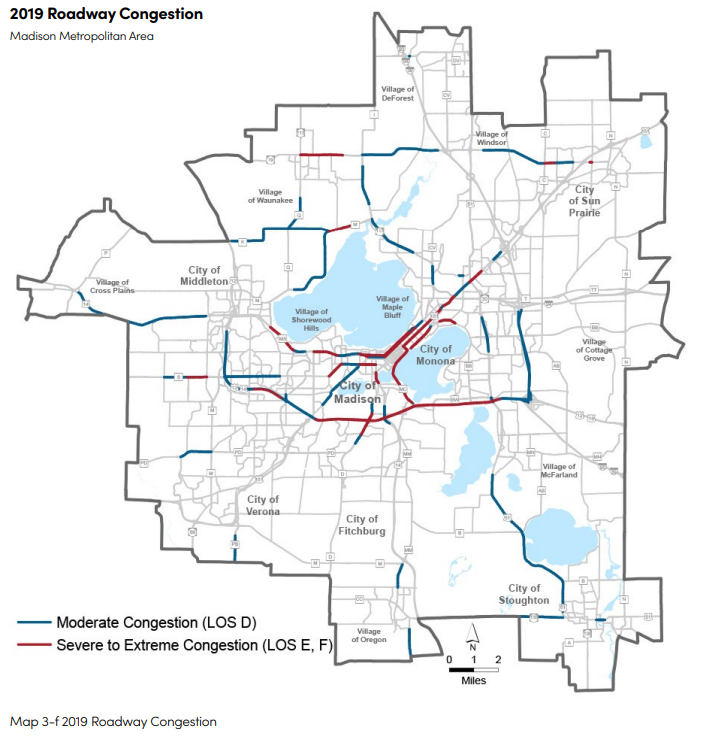 2019 Roadway Congestion
Madison Metropolitan Area
Village of
DeForest
Village of
Windsor
Village
of Waunakee
City
of Sun
Prairie
City of
Middleton
Village of
Cross Plains
Village of
Maple
Bluff
Village of
Shorewood
Hills
City of
Monona
Village
of Cottage
Grove
City of
Madison
Village of
McFarland
City of
Verona
City of
Fitchburg
City of
Stoughton
Village
of Oregon
Moderate Congestion (LOS D)
Severe to Extreme Congestion (LOS E, F)
N
0 1 2
Miles
Map 3-f 2019 Roadway Congestion